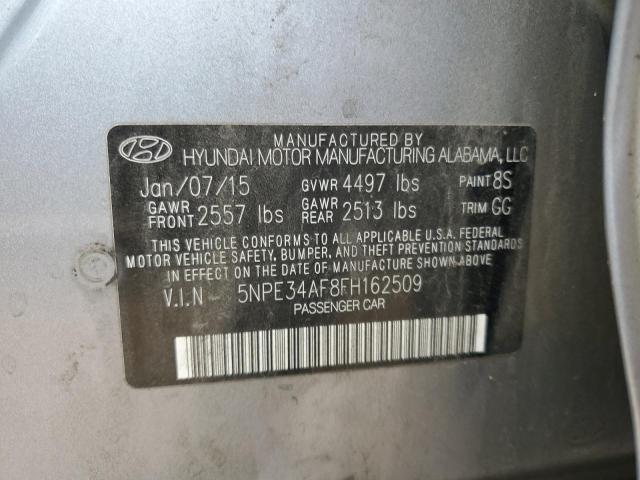 MANUFACTURED BY
HYUNDAI MOTOR MANUFACTURING ALABAMA, LLC
Jan/07/15 GVWR 4497 lbs PAINT 8S
GAWR FRONT 2557 lbs GAWR REAR 2513 lbs TRIM GG
THIS VEHICLE CONFORMS TO ALL APPLICABLE U.S.A. FEDERAL
MOTOR VEHICLE SAFETY, BUMPER, AND THEFT PREVENTION STANDARDS
IN EFFECT ON THE DATE OF MANUFACTURE SHOWN ABOVE.
V.I.N - 5NPE34AF8FH162509
PASSENGER CAR